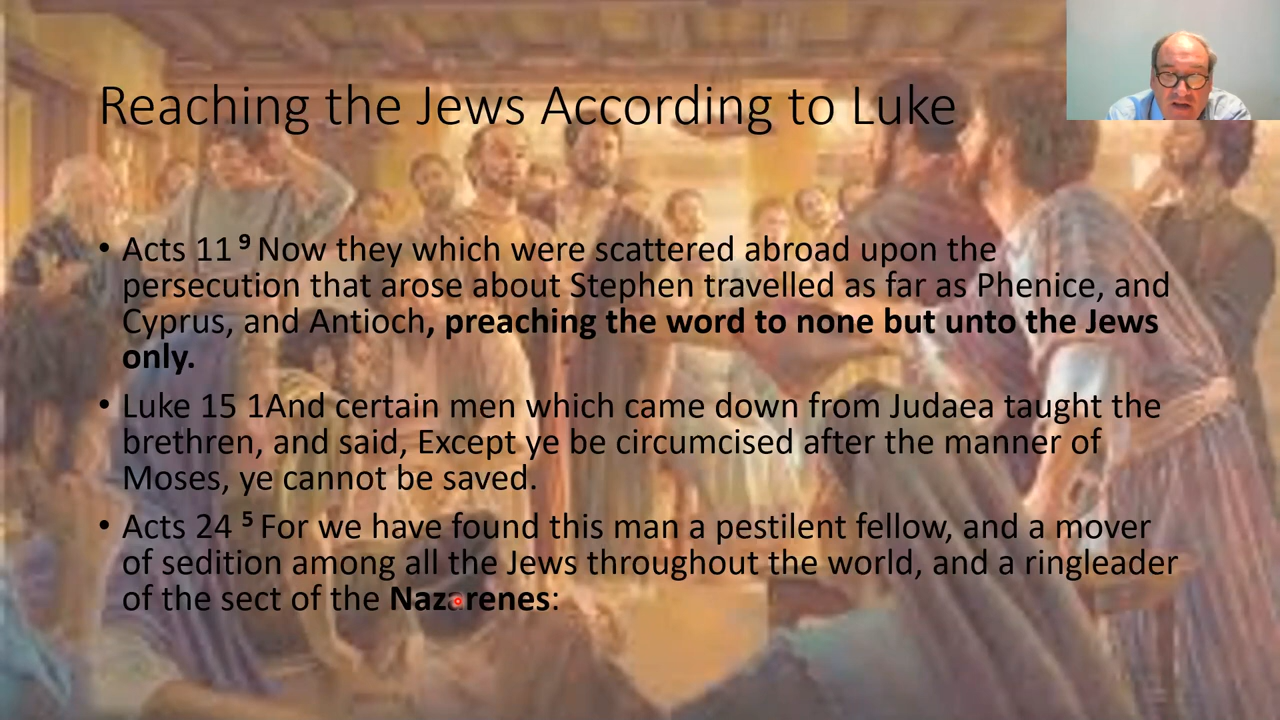 Reaching the Jews According to Luke
• Acts 11 ⁹ Now they which were scattered abroad upon the
persecution that arose about Stephen travelled as far as Phenice, and
Cyprus, and Antioch, preaching the word to none but unto the Jews
only.
• Luke 15 1And certain men which came down from Judaea taught the
brethren, and said, Except ye be circumcised after the manner of
Moses, ye cannot be saved.
• Acts 24 ⁵ For we have found this man a pestilent fellow, and a mover
of sedition among all the Jews throughout the world, and a ringleader
of the sect of the Nazarenes: